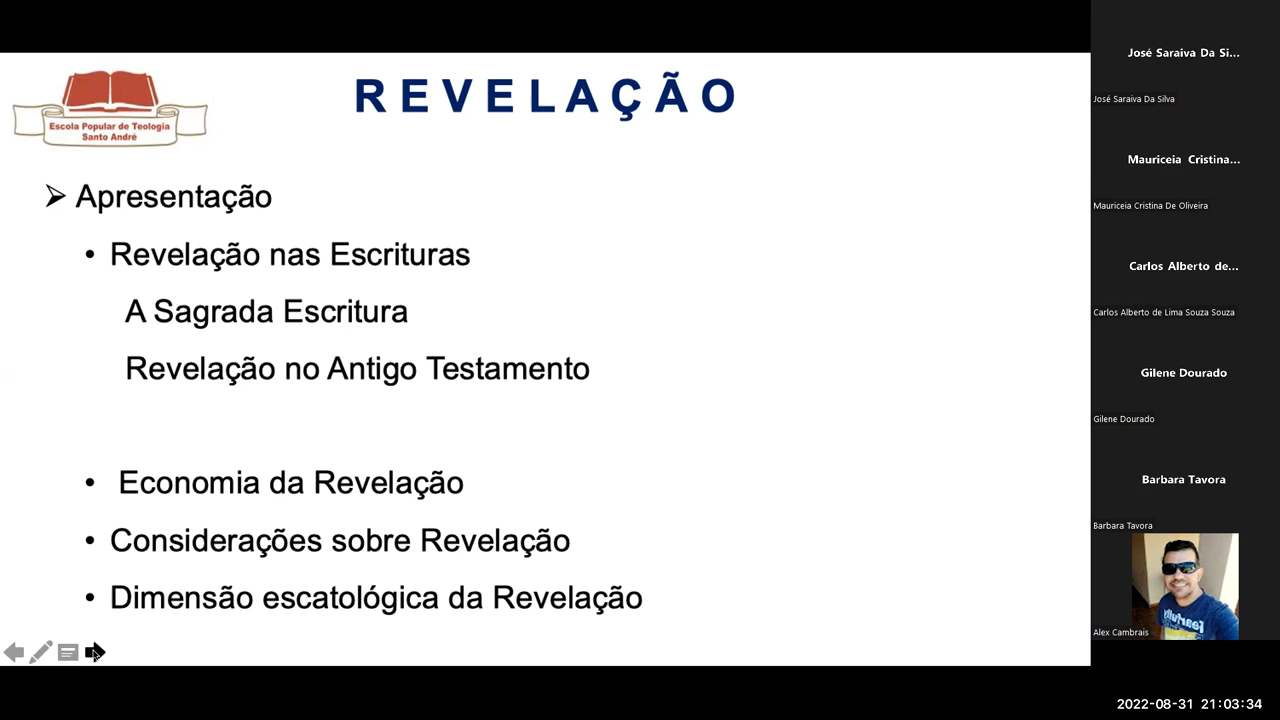 Escola Popular de Teologia
Santo André
REVELAÇÃO
➢ Apresentação
• Revelação nas Escrituras
A Sagrada Escritura
Revelação no Antigo Testamento
• Economia da Revelação
• Considerações sobre Revelação
• Dimensão escatológica da Revelação
José Saraiva Da Si...
José Saraiva Da Silva
Mauriceia Cristina...
Mauriceia Cristina De Oliveira
Carlos Alberto de...
Carlos Alberto de Lima Souza Souza
Gilene Dourado
Gilene Dourado
Barbara Tavora
Barbara Tavora
Alex Cambrais
2022-08-31 21:03:34